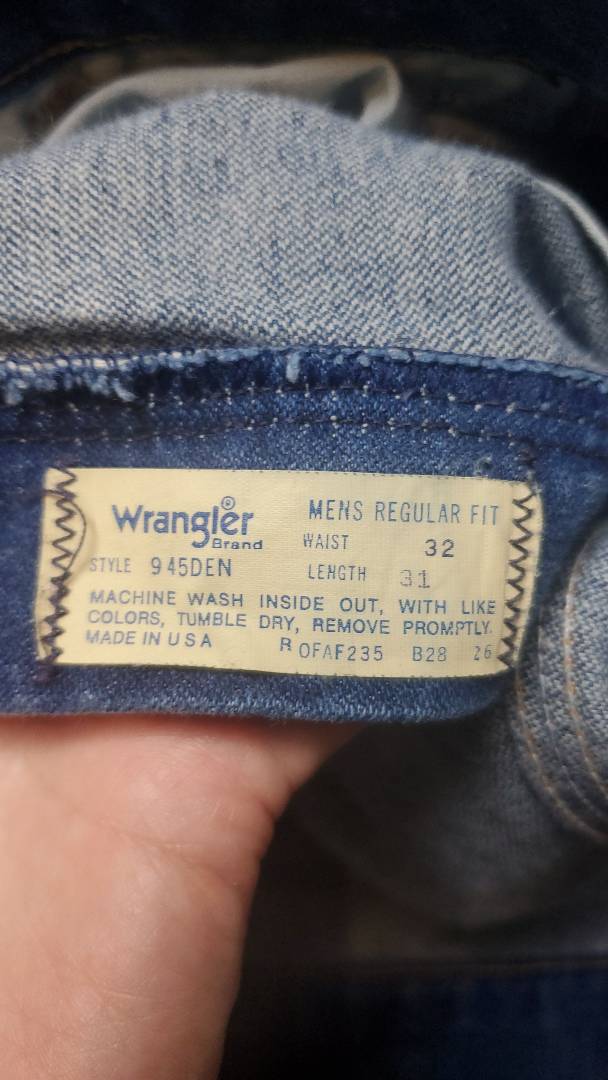 Wrangler®
Brand
MENS REGULAR FIT
WAIST 32
STYLE 945DEN
LENGTH 31
MACHINE WASH INSIDE OUT, WITH LIKE
COLORS, TUMBLE DRY, REMOVE PROMPTLY.
MADE IN USA R OFAF235 B28 26